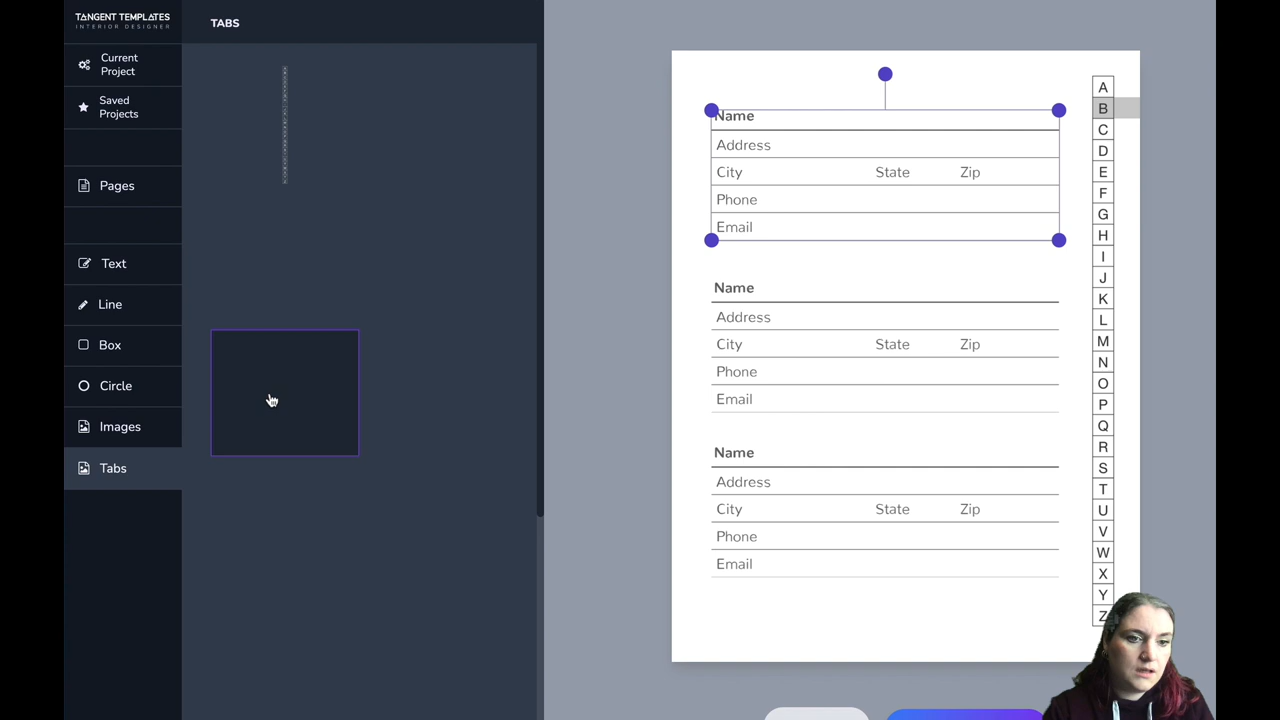 TANGENT TEMPLATES
INTERIOR DESIGNER
Current
Project
Saved
Projects
Pages
Text
Line
Box
Circle
Images
Tabs
TABS
Name
Address
City State Zip
Phone
Email
Name
Address
City State Zip
Phone
Email
Name
Address
City State Zip
Phone
Email
A
B
C
D
E
F
G
H
I
J
K
L
M
N
O
P
Q
R
S
T
U
V
W
X
Y
Z